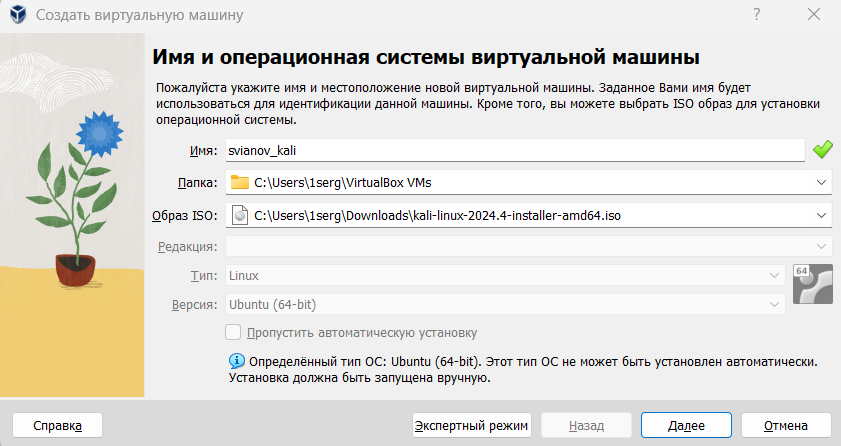 Создать виртуальную машину
Имя и операционная системы виртуальной машины
Пожалуйста укажите имя и местоположение новой виртуальной машины. Заданное Вами имя будет
использоваться для идентификации данной машины. Кроме того, вы можете выбрать ISO образ для установки
операционной системы.
Имя: svianov_kali
Папка: C:\Users\1serg\VirtualBox VMs
Образ ISO: C:\Users\1serg\Downloads\kali-linux-2024.4-installer-amd64.iso
Редакция:
Тип: Linux
64
Версия: Ubuntu (64-bit)
Пропустить автоматическую установку
Определённый тип ОС: Ubuntu (64-bit). Этот тип ОС не может быть установлен автоматически.
Установка должна быть запущена вручную.
Справка Экспертный режим Назад Далее Отмена